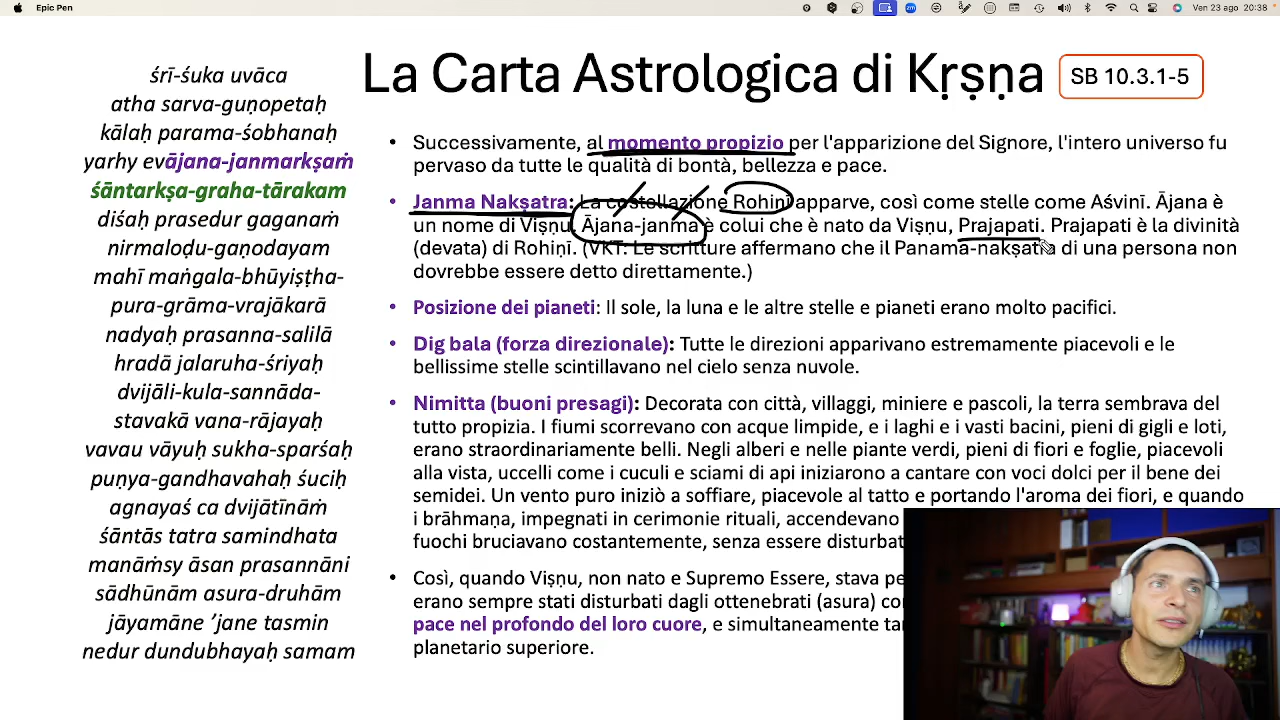 Epic Pen
Ven 23 ago 20:38
La Carta Astrologica di Kṛṣṇa
SB 10.3.1-5
śrī-śuka uvāca
atha sarva-guṇopetaḥ
kālaḥ parama-śobhanaḥ
yarhy evājana-janmarkṣaṁ
śāntarkṣa-graha-tārakam
diśaḥ prasedur gaganaṁ
nirmaloḍu-gaṇodayam
mahī maṅgala-bhūyiṣṭha-
pura-grāma-vrajākarā
nadyaḥ prasanna-salilā
hradā jalaruha-śriyaḥ
dvijāli-kula-sannāda-
stavakā vana-rājayaḥ
vavau vāyuḥ sukha-sparśaḥ
puṇya-gandhavahaḥ śuciḥ
agnayaś ca dvijātīnāṁ
śāntās tatra samindhata
manāṁsy āsan prasannāni
sādhūnām asura-druhām
jāyamāne ’jane tasmin
nedur dundubhayaḥ samam
• Successivamente, al momento propizio per l'apparizione del Signore, l'intero universo fu
pervaso da tutte le qualità di bontà, bellezza e pace.
• Janma Nakṣatra: La costellazione Rohiṇī apparve, così come stelle come Aśvinī. Ājana è
un nome di Viṣṇu. Ājana-janma è colui che è nato da Viṣṇu, Prajapati. Prajapati è la divinità
(devata) di Rohiṇī. (VKT: Le scritture affermano che il Panama-nakṣatra di una persona non
dovrebbe essere detto direttamente.)
• Posizione dei pianeti: Il sole, la luna e le altre stelle e pianeti erano molto pacifici.
• Dig bala (forza direzionale): Tutte le direzioni apparivano estremamente piacevoli e le
bellissime stelle scintillavano nel cielo senza nuvole.
• Nimitta (buoni presagi): Decorata con città, villaggi, miniere e pascoli, la terra sembrava del
tutto propizia. I fiumi scorrevano con acque limpide, e i laghi e i vasti bacini, pieni di gigli e loti,
erano straordinariamente belli. Negli alberi e nelle piante verdi, pieni di fiori e foglie, piacevoli
alla vista, uccelli come i cuculi e sciami di api iniziarono a cantare con voci dolci per il bene dei
semidei. Un vento puro iniziò a soffiare, piacevole al tatto e portando l'aroma dei fiori, e quando
i brāhmaṇa, impegnati in cerimonie rituali, accendevano
fuochi bruciavano costantemente, senza essere disturbat
• Così, quando Viṣṇu, non nato e Supremo Essere, stava pe
erano sempre stati disturbati dagli ottenebrati (asura) co
pace nel profondo del loro cuore, e simultaneamente ta
planetario superiore.